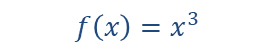 f(x) = x³